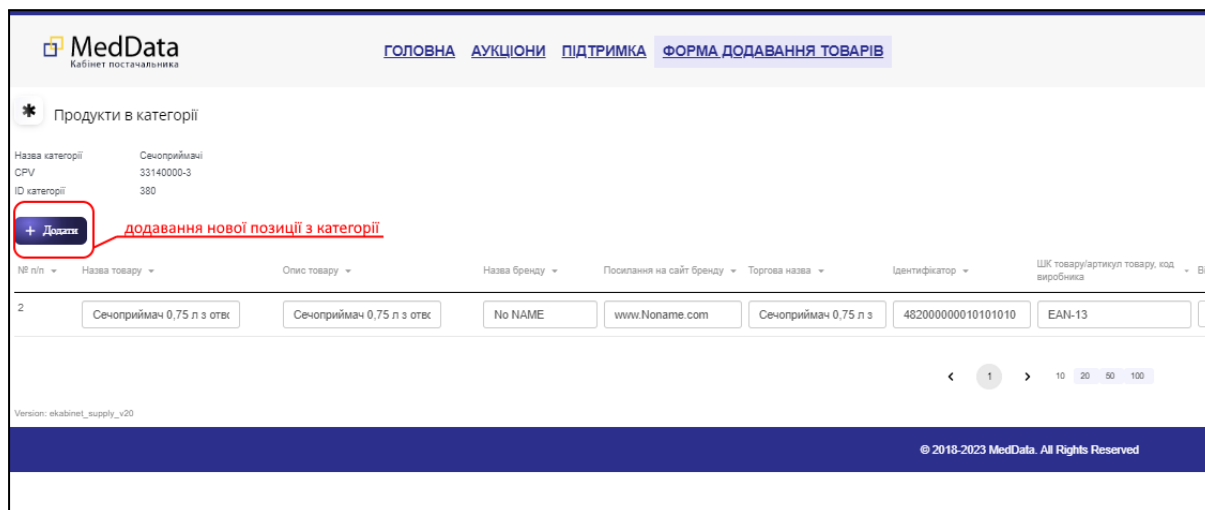 MedData
Кабінет постачальника
ГОЛОВНА АУКЦІОНИ ПІДТРИМКА ФОРМА ДОДАВАННЯ ТОВАРІВ
Продукти в категорії
Назва категорії Сечоприймачі
CPV 33140000-3
ID категорії 380
+ Додати
додавання нової позиції з категорії
№ п/п Назва товару Опис товару Назва бренду Посилання на сайт бренду Торгова назва Ідентифікатор ШК товару/артикул товару, код виробника
2 Сечоприймач 0,75 л з отвс Сечоприймач 0,75 л з отвс No NAME www.Noname.com Сечоприймач 0,75 л з 482000000010101010 EAN-13
1 10 20 50 100
Version: ekabinet_supply_v20
© 2018-2023 MedData. All Rights Reserved